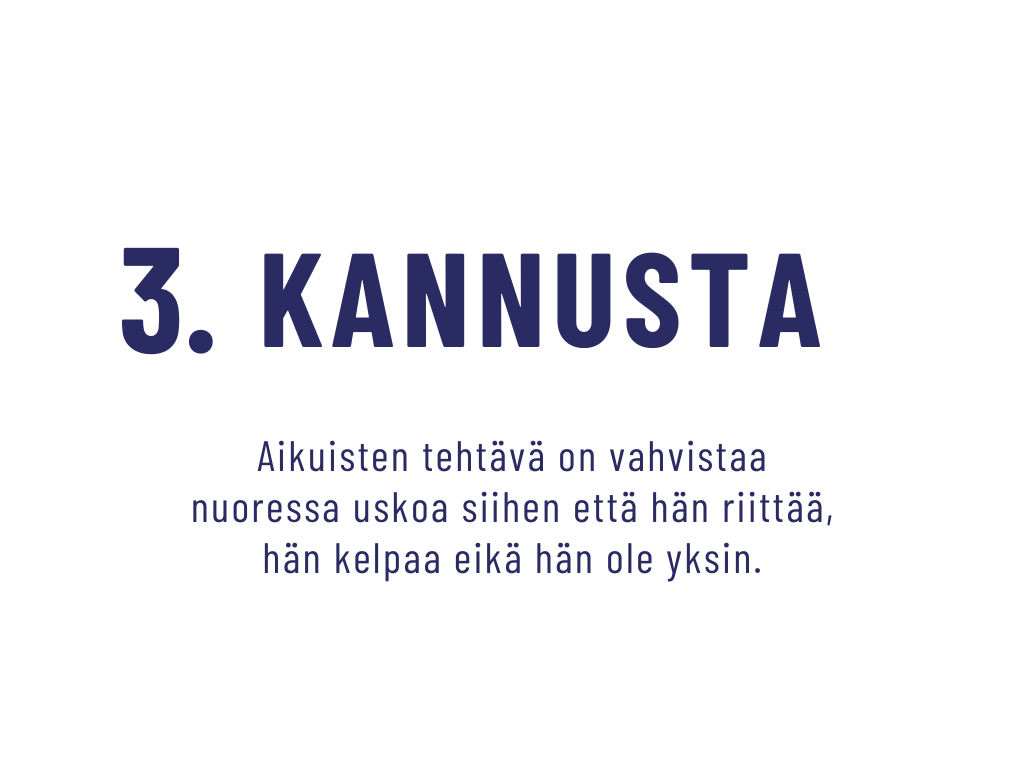 3. KANNUSTA
Aikuisten tehtävä on vahvistaa
nuoressa uskoa siihen että hän riittää,
hän kelpaa eikä hän ole yksin.